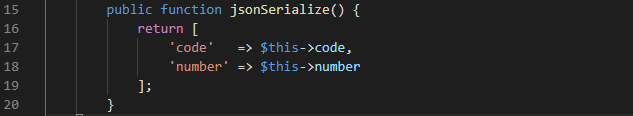 15 public function jsonSerialize() {
16 return [
17 'code' => $this->code,
18 'number' => $this->number
19 ];
20 }